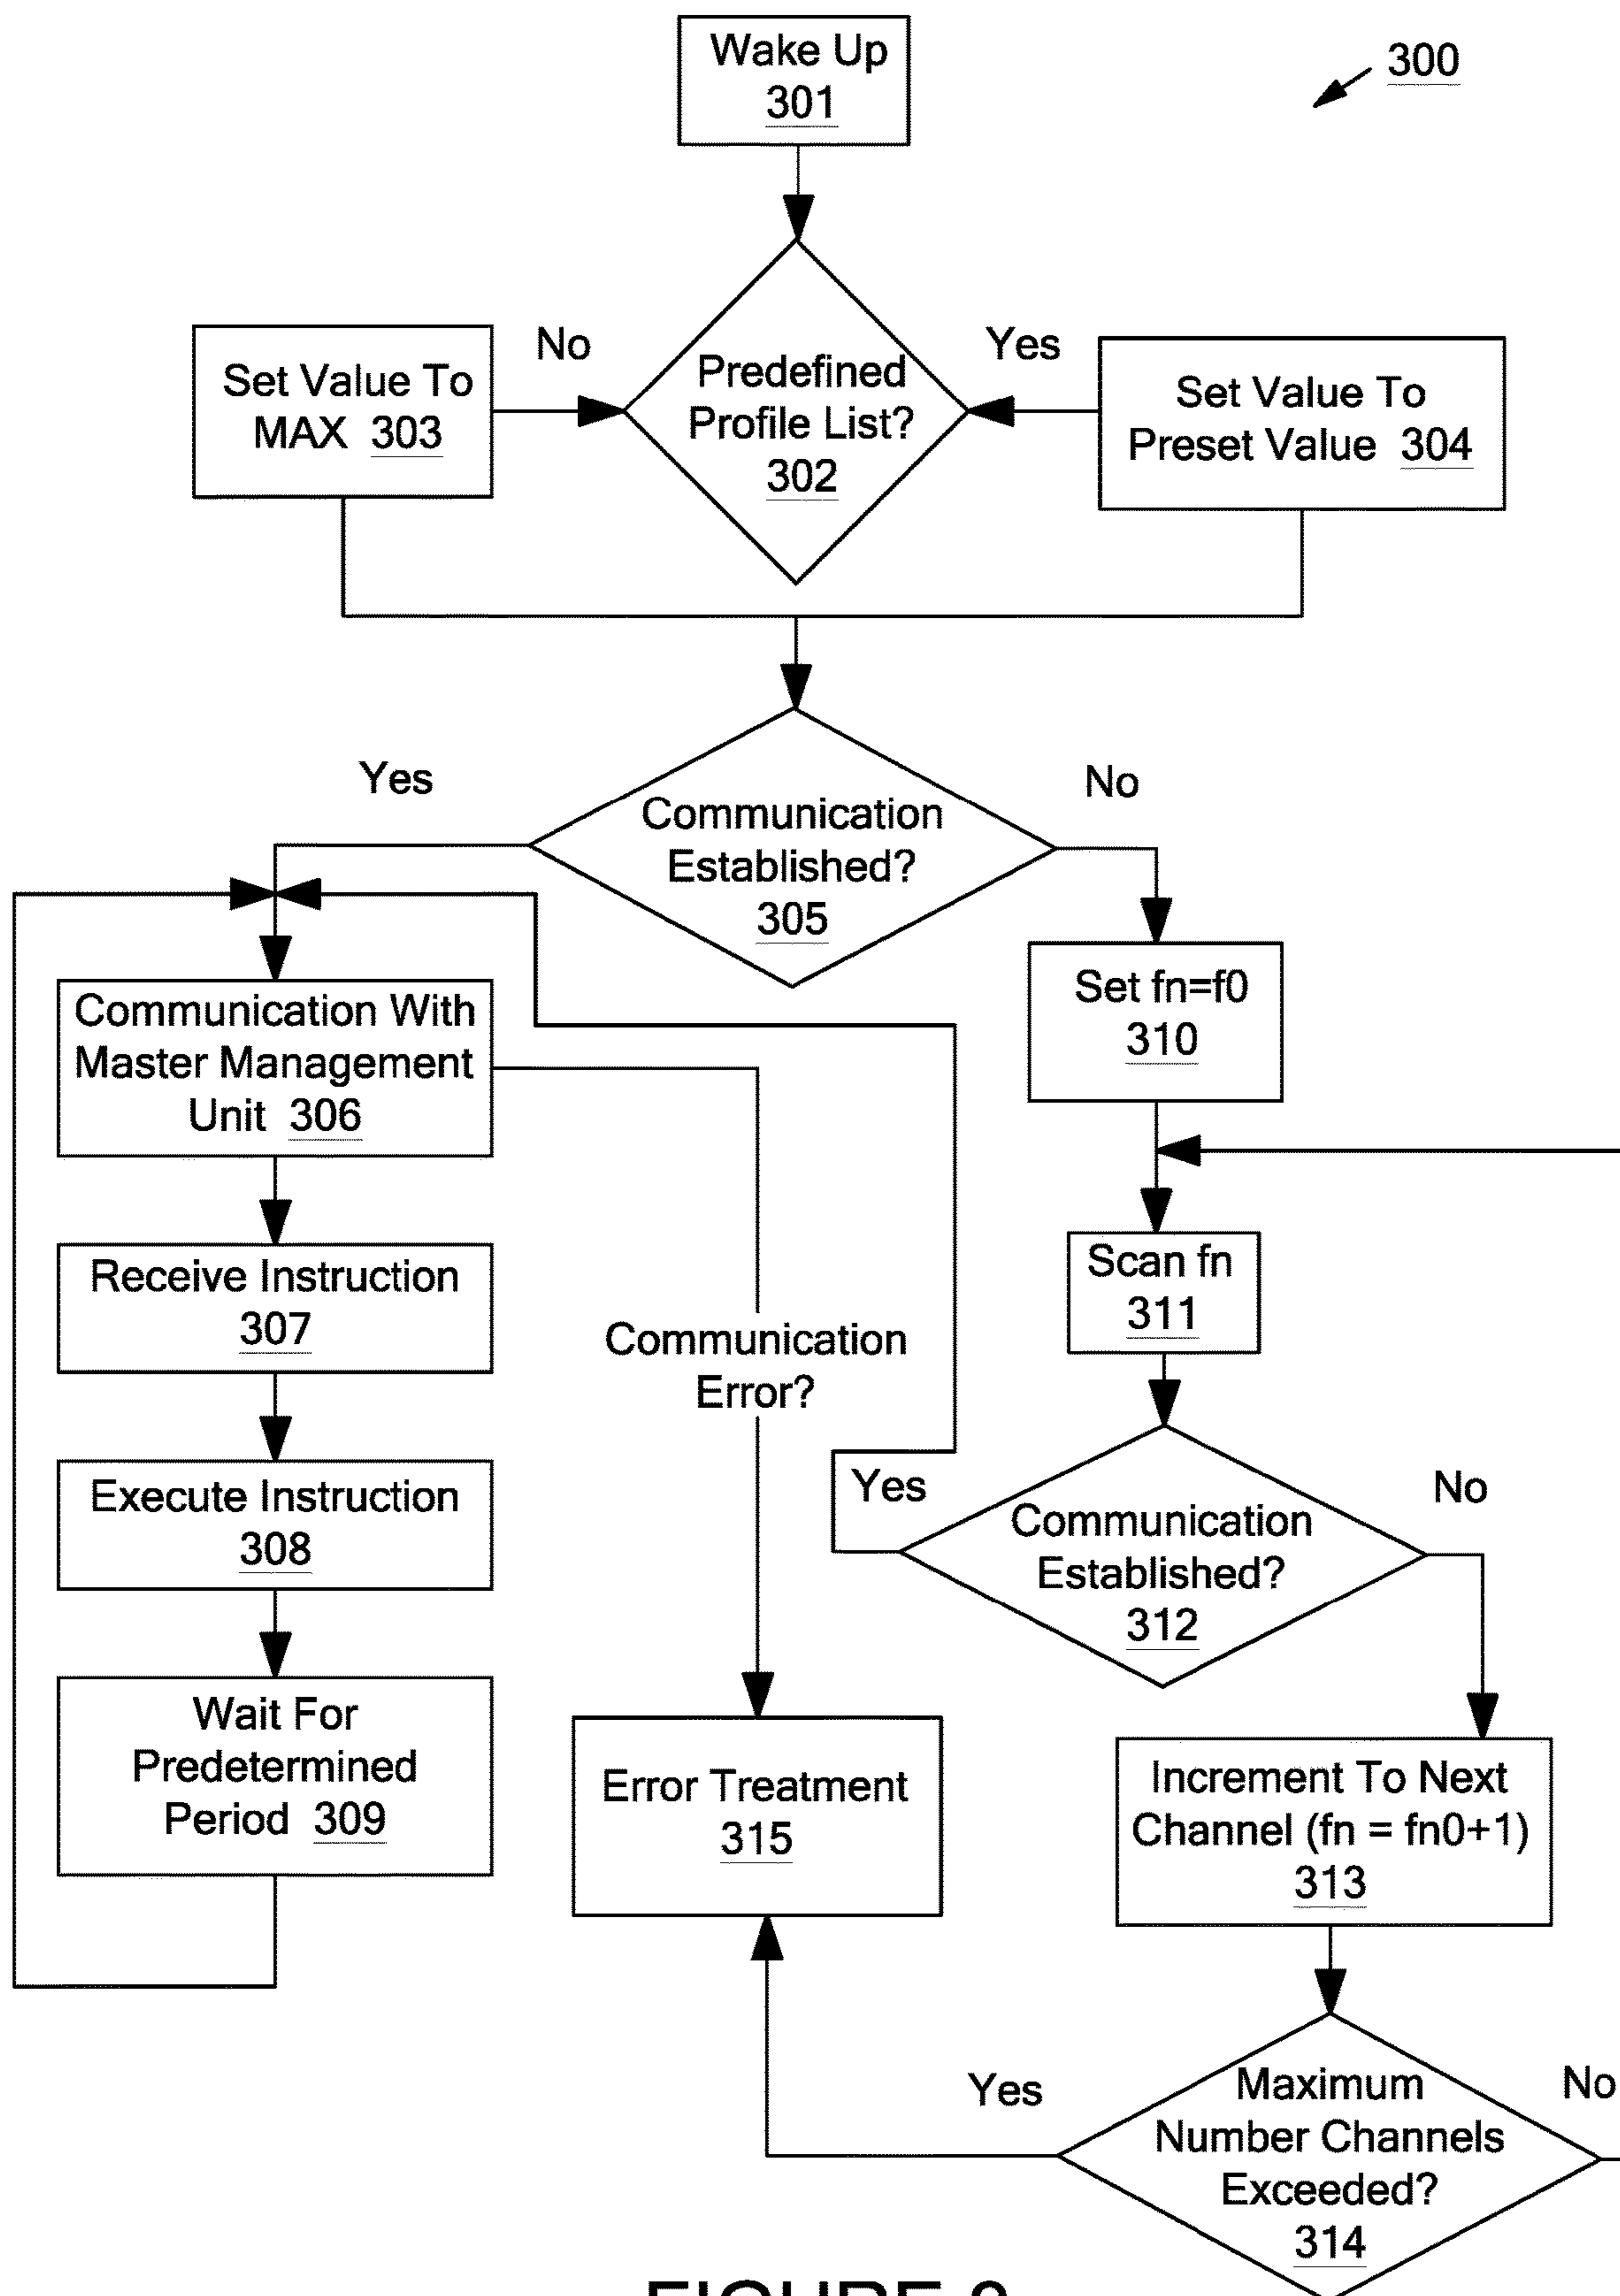 Wake Up
301
300
No
Yes
Set Value To
MAX 303
Predefined
Profile List?
302
Set Value To
Preset Value 304
Yes
No
Communication
Established?
305
Set fn=f0
310
Communication With
Master Management
Unit 306
Scan fn
311
Receive Instruction
307
Communication
Error?
Execute Instruction
308
Yes
No
Communication
Established?
312
Wait For
Predetermined
Period 309
Error Treatment
315
Increment To Next
Channel (fn = fn0+1)
313
Yes
No
Maximum
Number Channels
Exceeded?
314
FIGURE